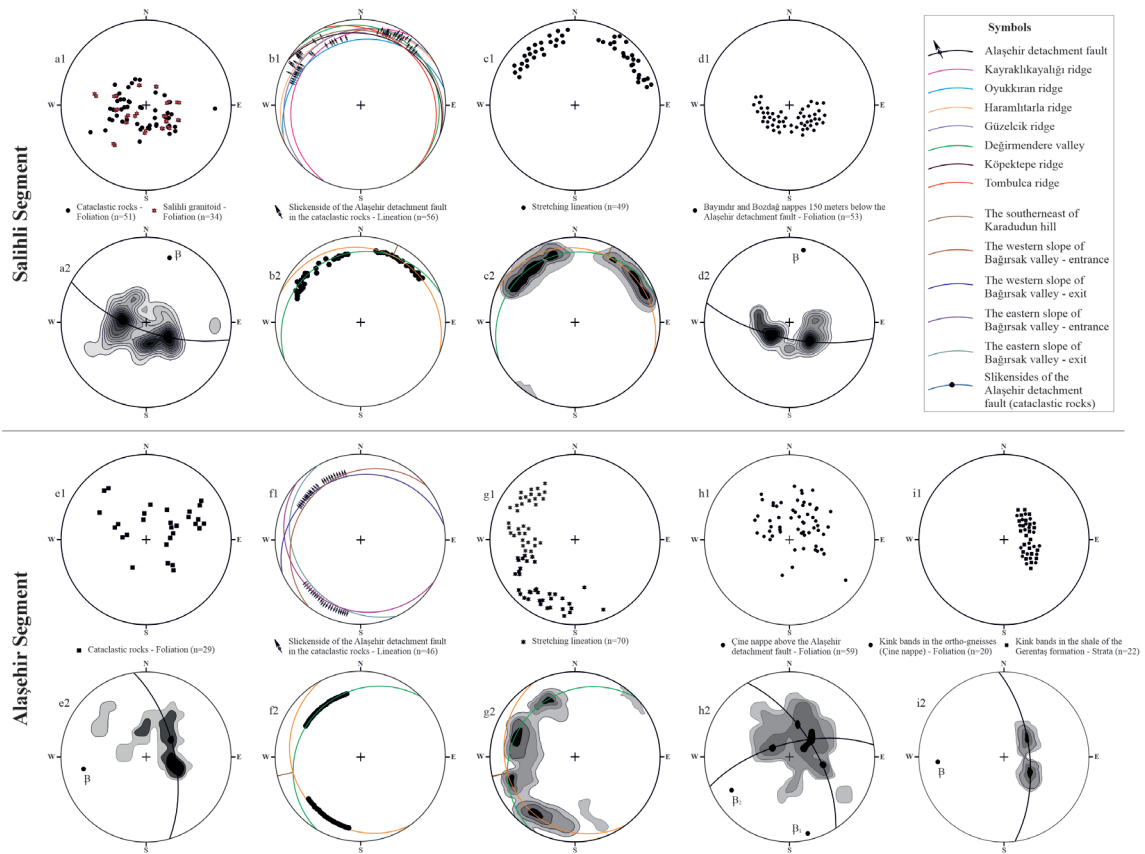 Salihli Segment
N
W
E
S
a1
N
W
E
S
b1
N
W
E
S
c1
N
W
E
S
d1
Cataclastic rocks -
Foliation (n=51)
Salihli granitoid -
Foliation (n=34)
Slickenside of the Alaşehir detachment fault
in the cataclastic rocks - Lineation (n=56)
Stretching lineation (n=49)
Bayındır and Bozdağ nappes 150 meters below the
Alaşehir detachment fault - Foliation (n=53)
N
W
E
S
a2
β
N
W
E
S
b2
N
W
E
S
c2
N
W
E
S
d2
β
Symbols
Alaşehir detachment fault
Kayraklıkayalığı ridge
Oyukkıran ridge
Haramlıtarla ridge
Güzelcik ridge
Değirmendere valley
Köpektepe ridge
Tombulca ridge
The southerneast of
Karadudun hill
The western slope of
Bağırsak valley - entrance
The western slope of
Bağırsak valley - exit
The eastern slope of
Bağırsak valley - entrance
The eastern slope of
Bağırsak valley - exit
Slikensides of the
Alaşehir detachment
fault (cataclastic rocks)
Alaşehir Segment
N
W
E
S
e1
N
W
E
S
f1
N
W
E
S
g1
N
W
E
S
h1
N
W
E
S
i1
Cataclastic rocks - Foliation (n=29)
Slickenside of the Alaşehir detachment fault
in the cataclastic rocks - Lineation (n=46)
Stretching lineation (n=70)
Çine nappe above the Alaşehir
detachment fault - Foliation (n=59)
Kink bands in the ortho-gneisses
(Çine nappe) - Foliation (n=20)
Kink bands in the shale of the
Gerentaş formation - Strata (n=22)
N
W
E
S
e2
β
N
W
E
S
f2
N
W
E
S
g2
N
W
E
S
h2
β₂
β₁
N
W
E
S
i2
β